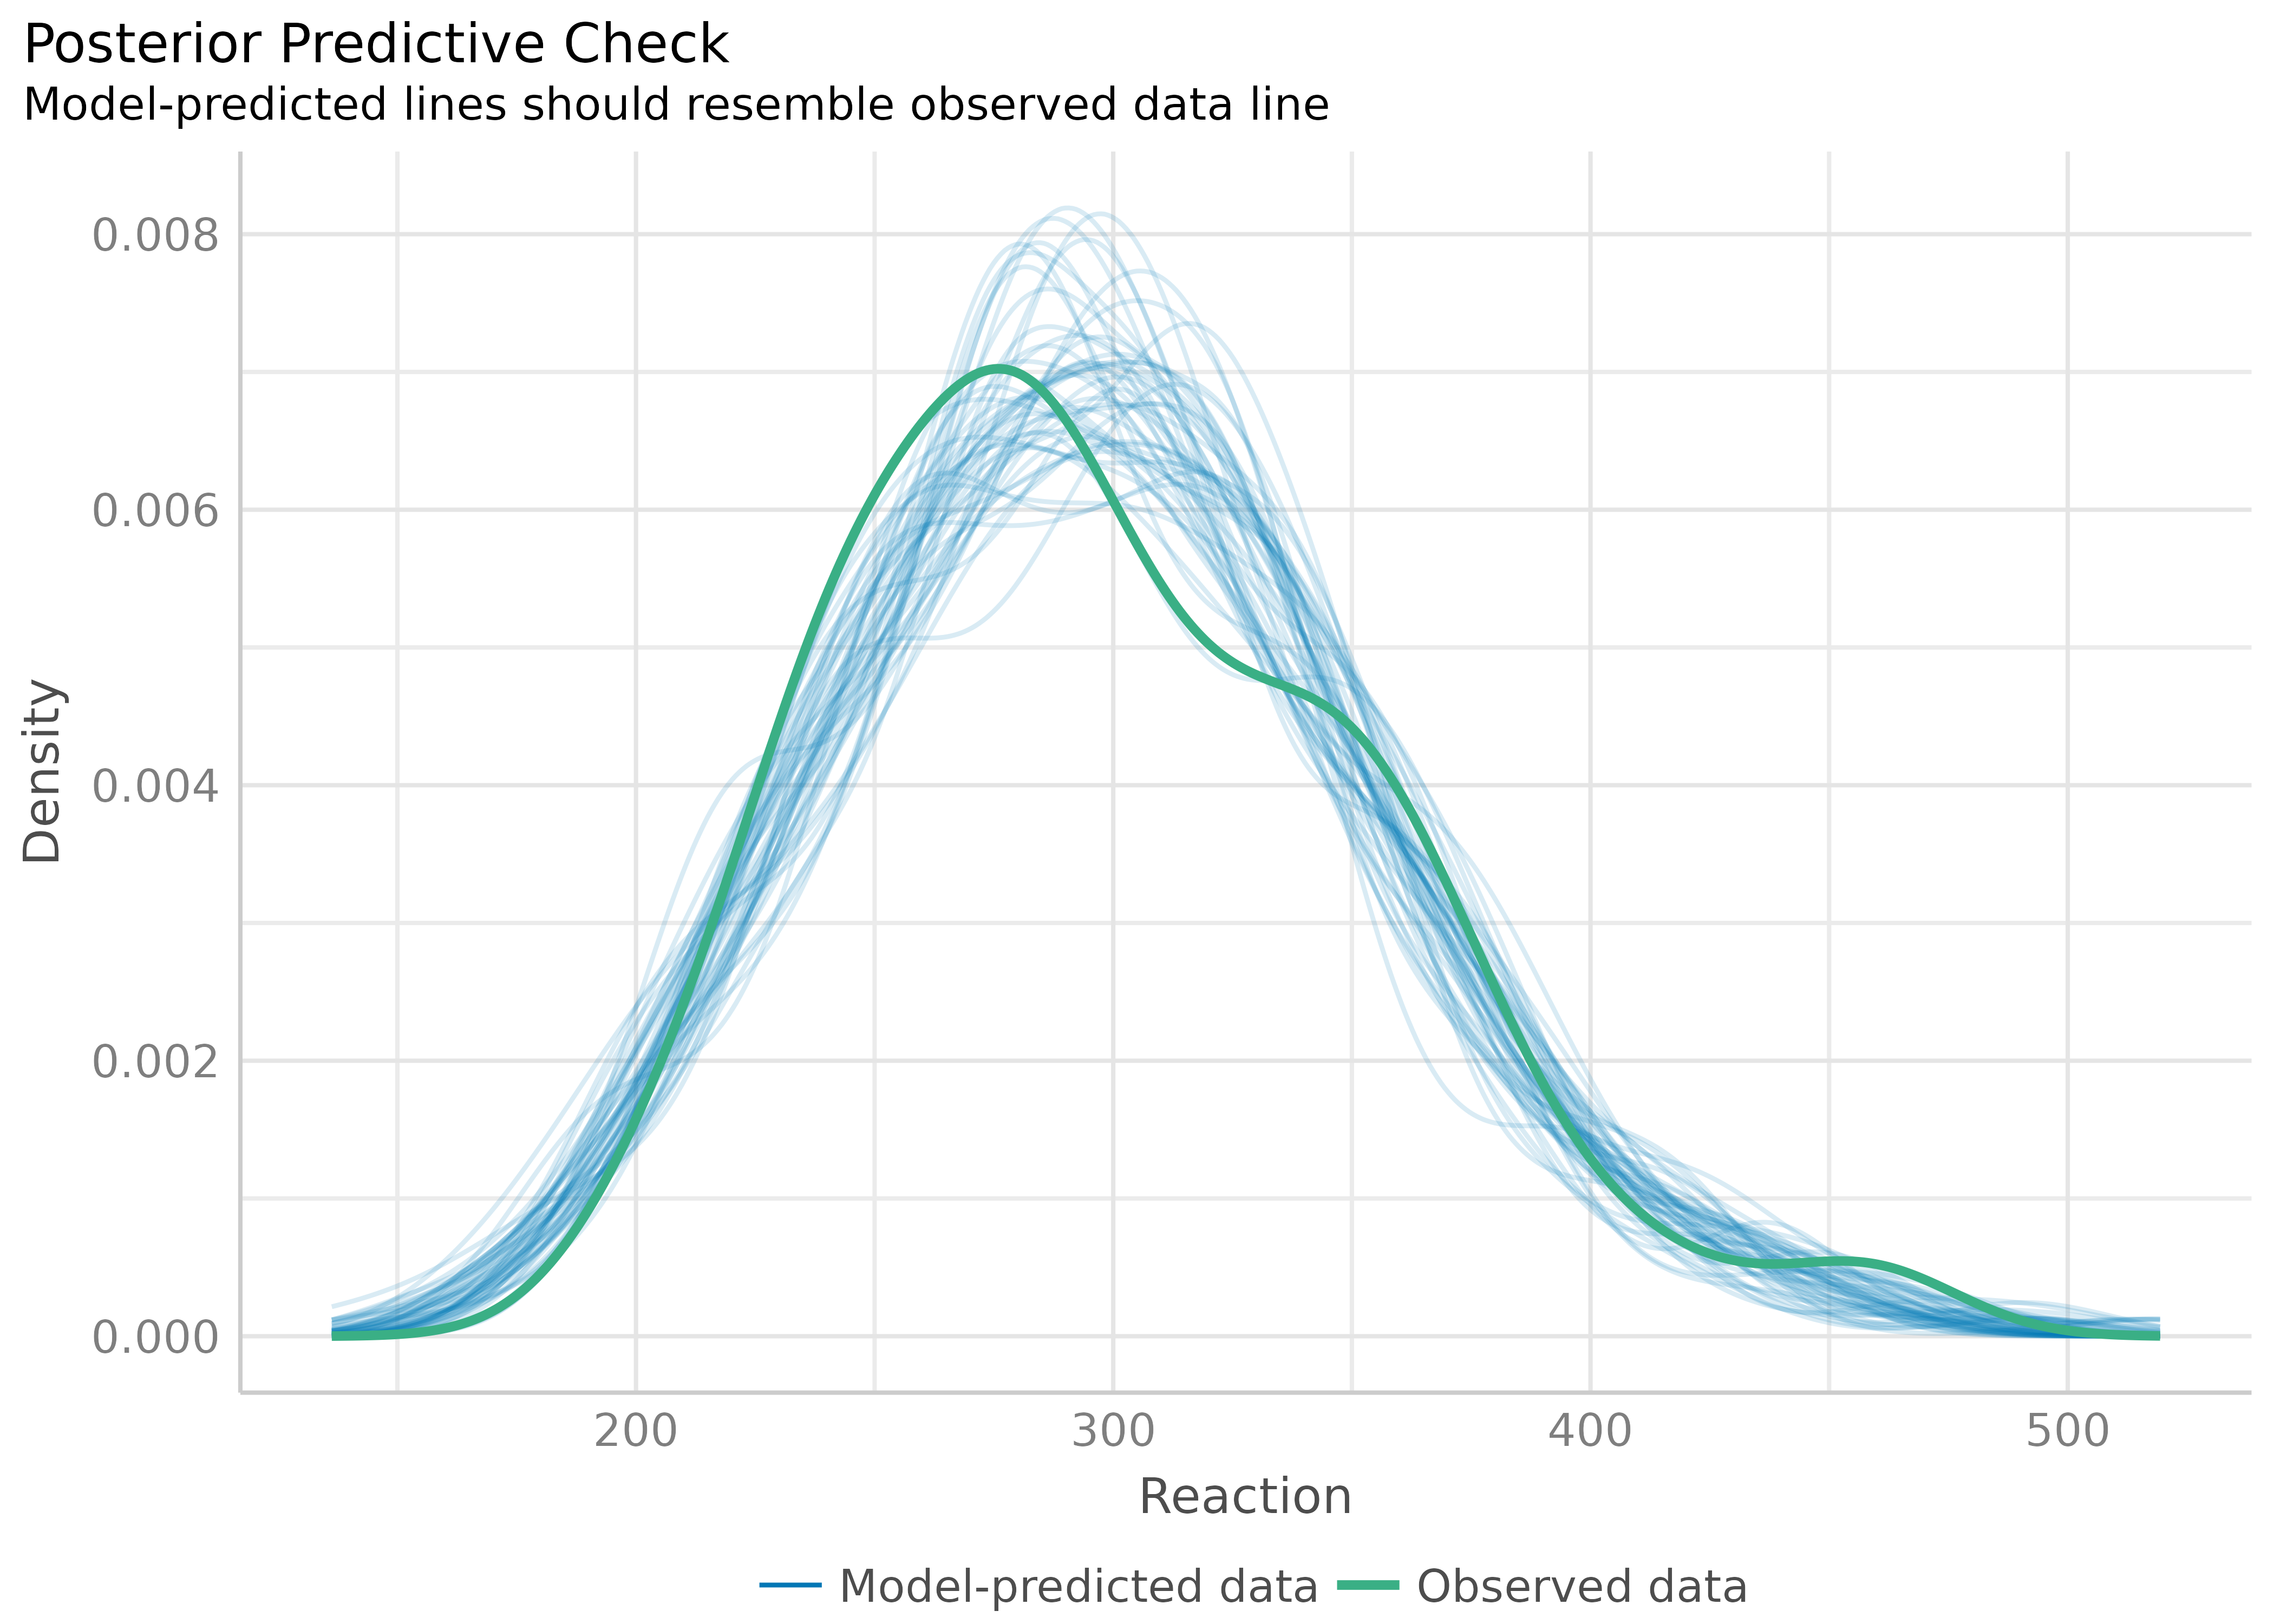 Posterior Predictive Check
Model-predicted lines should resemble observed data line
Density
0.008
0.006
0.004
0.002
0.000
200 300 400 500
Reaction
Model-predicted data Observed data